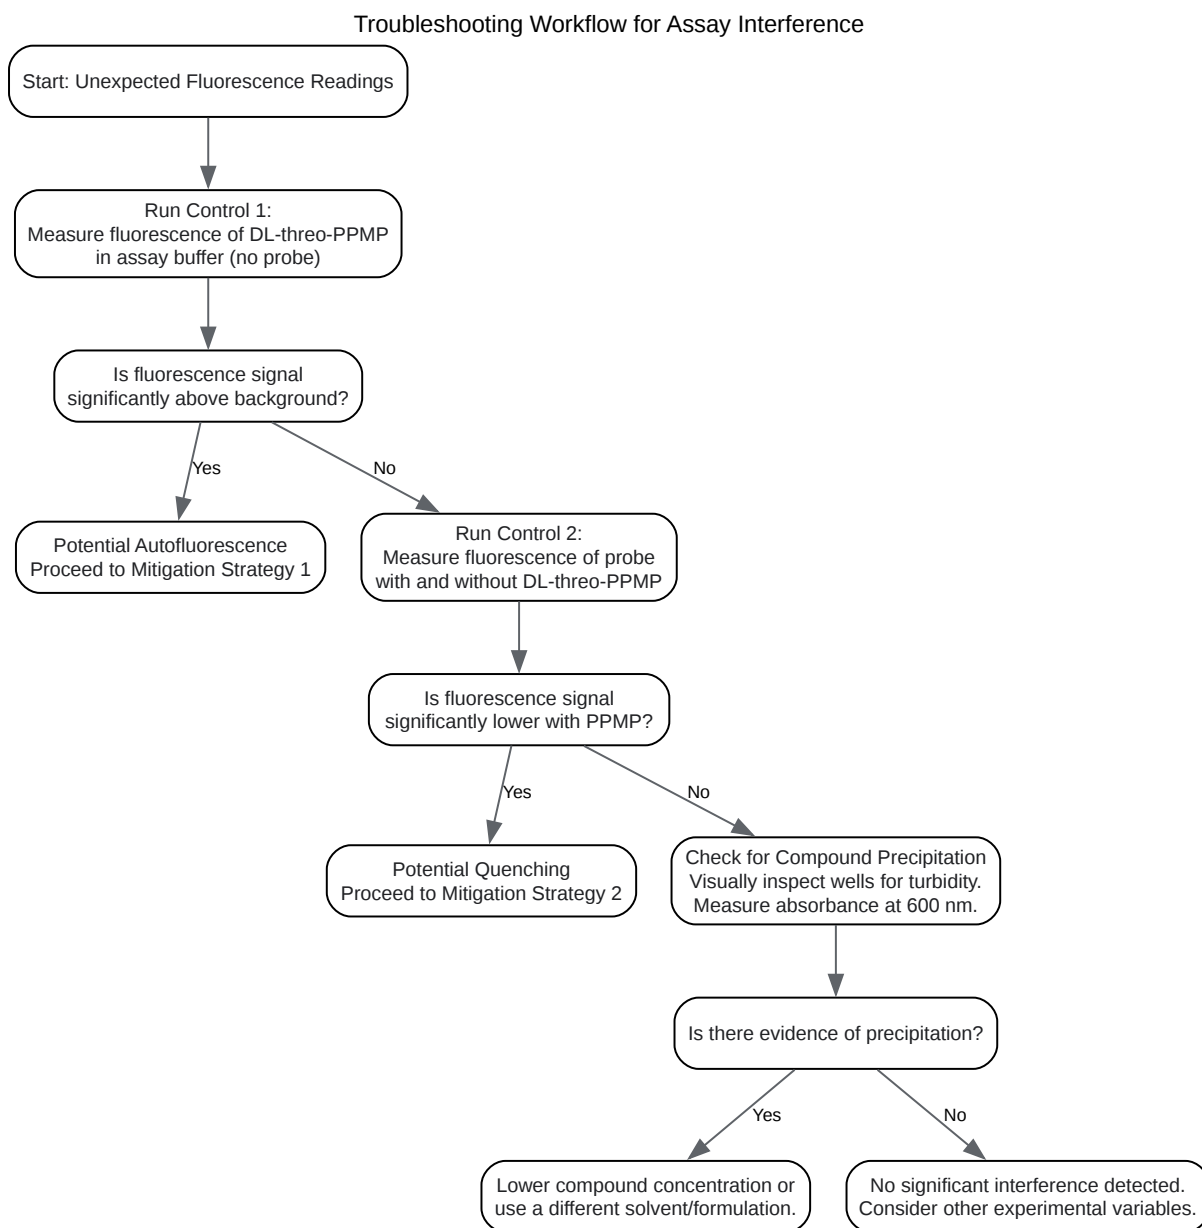 Troubleshooting Workflow for Assay Interference
Start: Unexpected Fluorescence Readings
Run Control 1:
Measure fluorescence of DL-threo-PPMP
in assay buffer (no probe)
Is fluorescence signal
significantly above background?
Yes
No
Potential Autofluorescence
Proceed to Mitigation Strategy 1
Run Control 2:
Measure fluorescence of probe
with and without DL-threo-PPMP
Is fluorescence signal
significantly lower with PPMP?
Yes
No
Potential Quenching
Proceed to Mitigation Strategy 2
Check for Compound Precipitation
Visually inspect wells for turbidity.
Measure absorbance at 600 nm.
Is there evidence of precipitation?
Yes
No
Lower compound concentration or
use a different solvent/formulation.
No significant interference detected.
Consider other experimental variables.